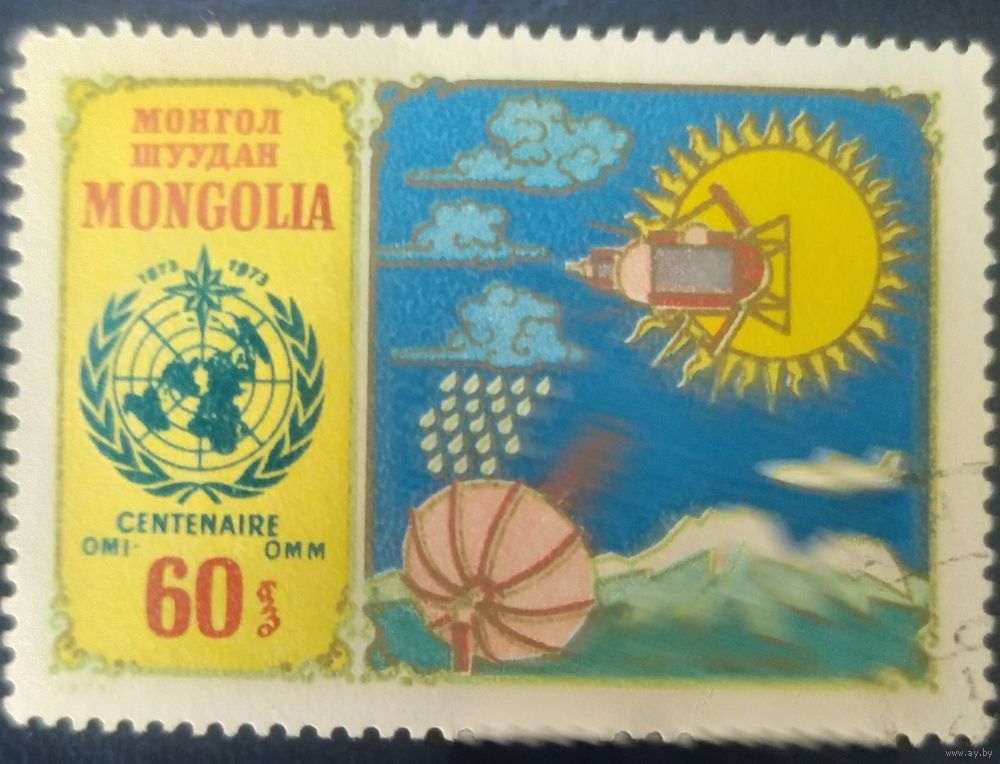 МОНГОЛ
ШУУДАН
MONGOLIA
1873 1973
CENTENAIRE
OMI- OMM
60
www.ay.by